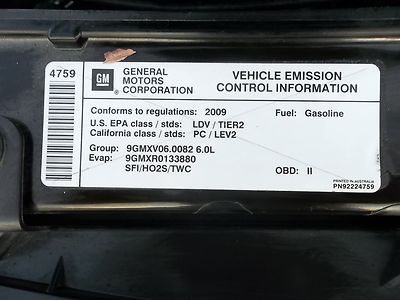 4759
GM
GENERAL MOTORS CORPORATION
VEHICLE EMISSION CONTROL INFORMATION
Conforms to regulations: 2009 Fuel: Gasoline
U.S. EPA class / stds: LDV / TIER2
California class / stds: PC / LEV2
Group: 9GMXV06.0082 6.0L
Evap: 9GMXR0133880
SFI/HO2S/TWC OBD: II
PRINTED IN AUSTRALIA
PN92224759